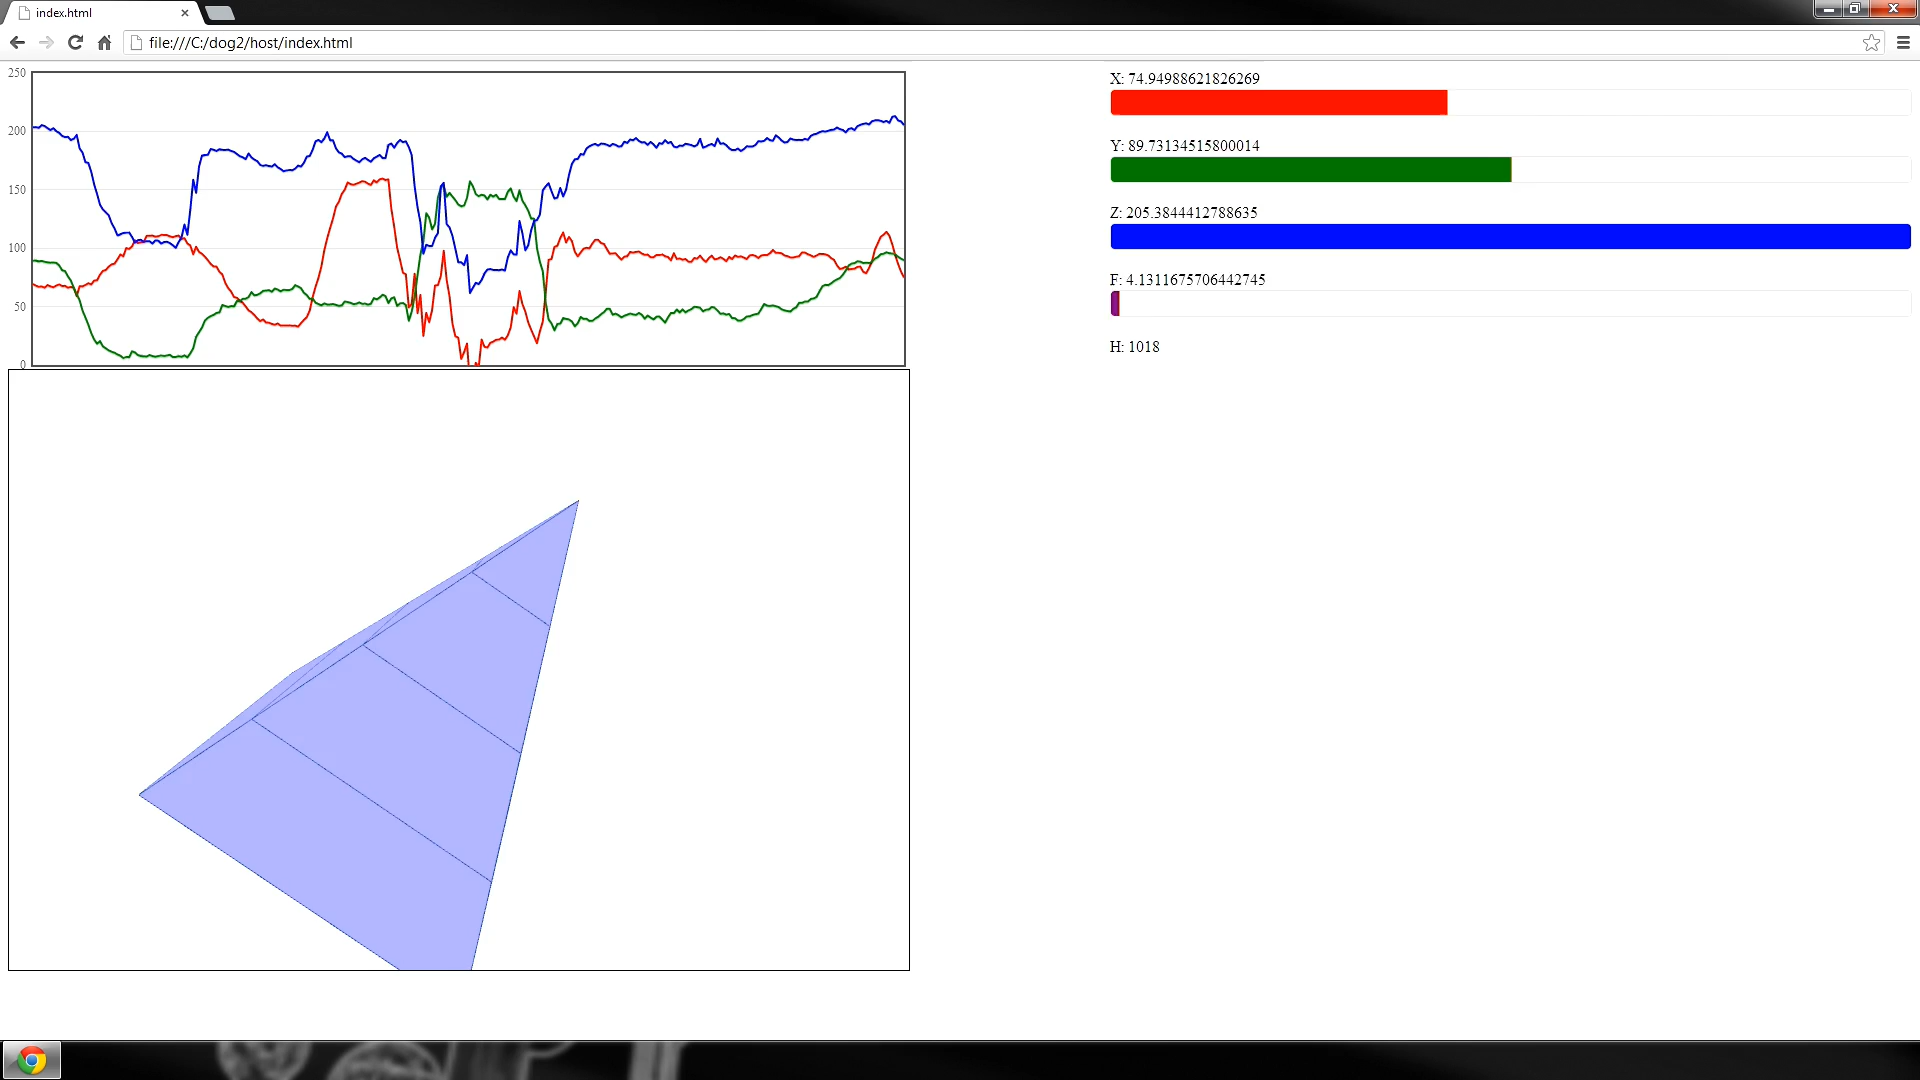 index.html
file:///C:/dog2/host/index.html
250
200
150
100
50
0
X: 74.94988621826269
Y: 89.73134515800014
Z: 205.3844412788635
F: 4.1311675706442745
H: 1018